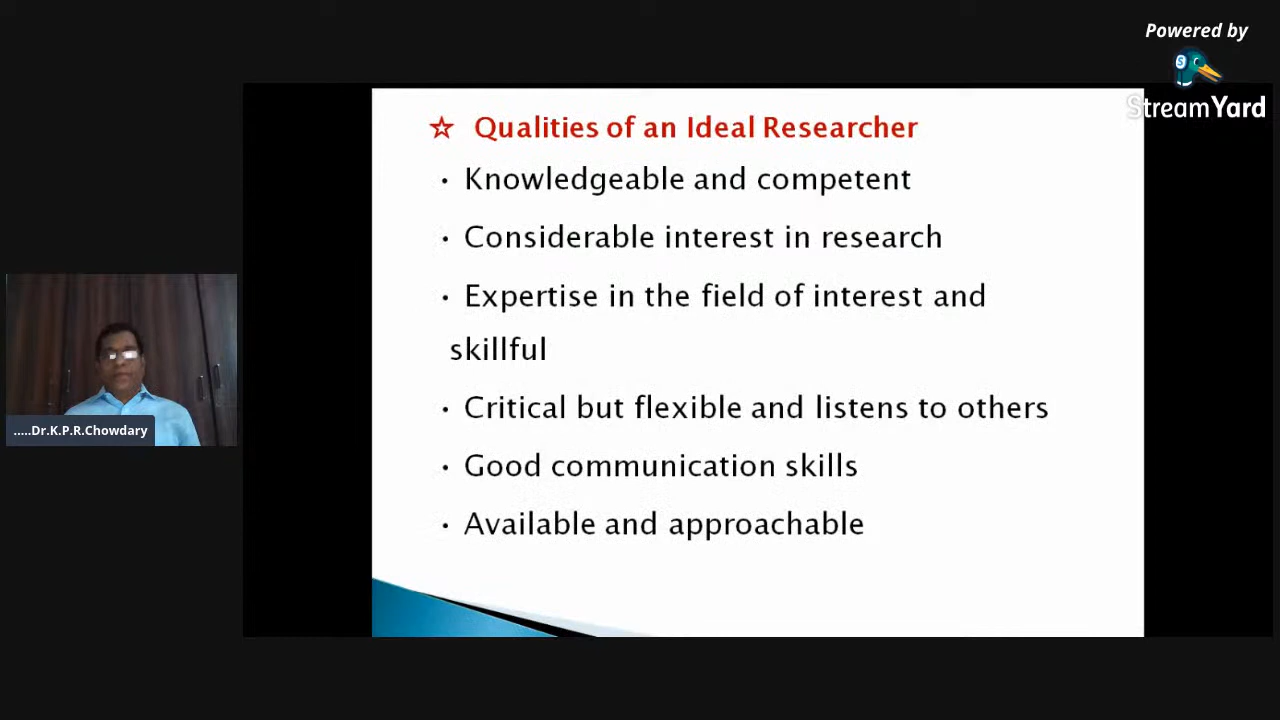 Powered by
StreamYard
☆ Qualities of an Ideal Researcher
• Knowledgeable and competent
• Considerable interest in research
• Expertise in the field of interest and
skillful
• Critical but flexible and listens to others
• Good communication skills
• Available and approachable
.....Dr.K.P.R.Chowdary